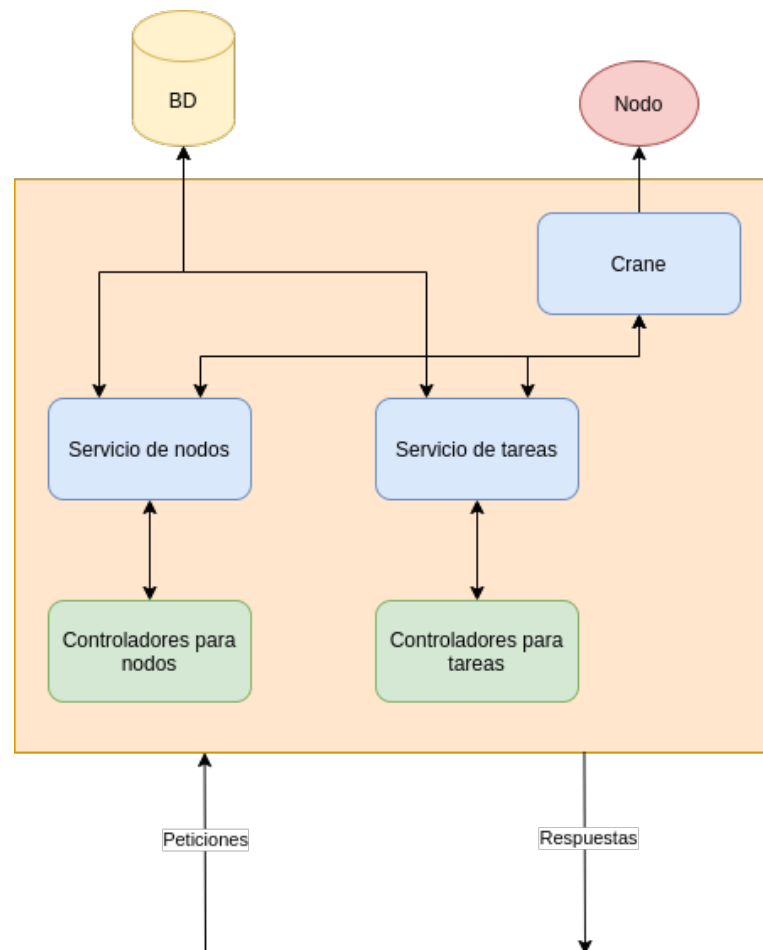 BD
Nodo
Crane
Servicio de nodos
Servicio de tareas
Controladores para
nodos
Controladores para
tareas
Peticiones
Respuestas